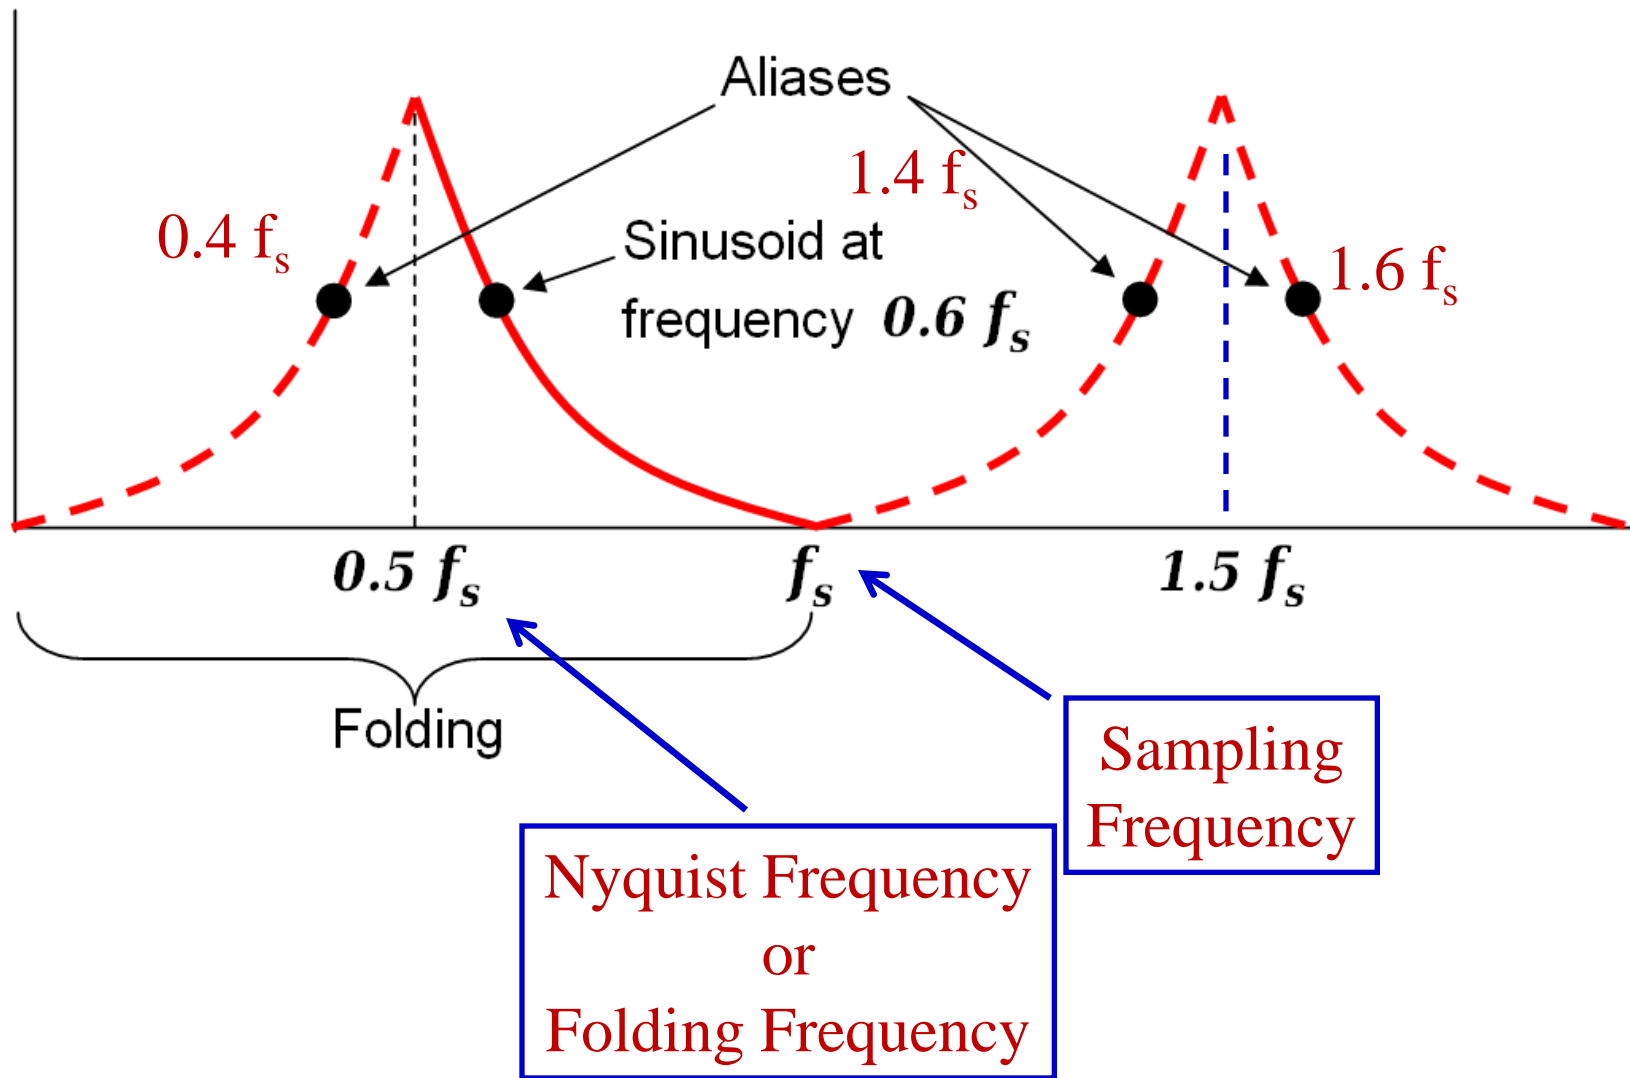 Aliases
1.4 fs
0.4 fs
Sinusoid at
frequency 0.6 fs
1.6 fs
0.5 fs
fs
1.5 fs
Folding
Sampling
Frequency
Nyquist Frequency
or
Folding Frequency